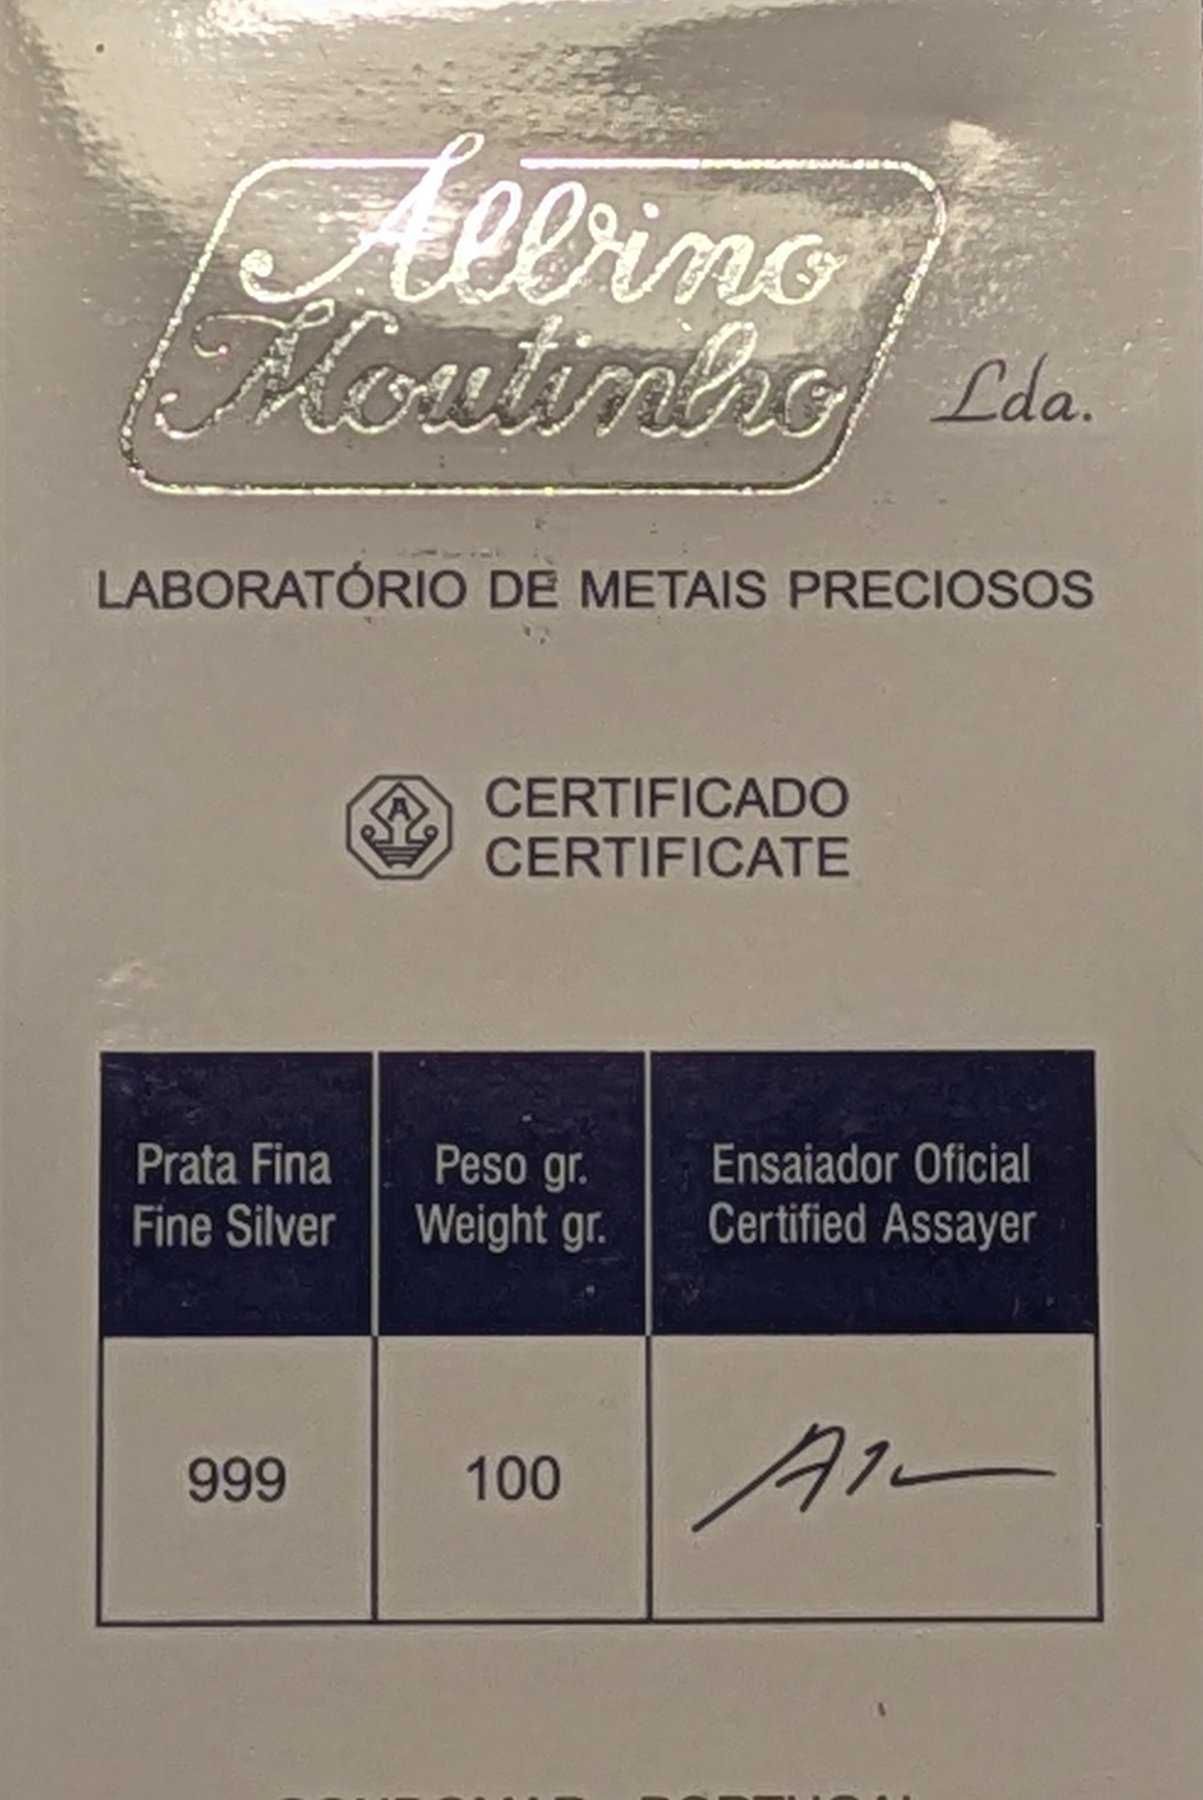 Albino
Moutinho
Lda.
LABORATÓRIO DE METAIS PRECIOSOS
A
CERTIFICADO
CERTIFICATE
Prata Fina
Fine Silver
Peso gr.
Weight gr.
Ensaiador Oficial
Certified Assayer
999
100